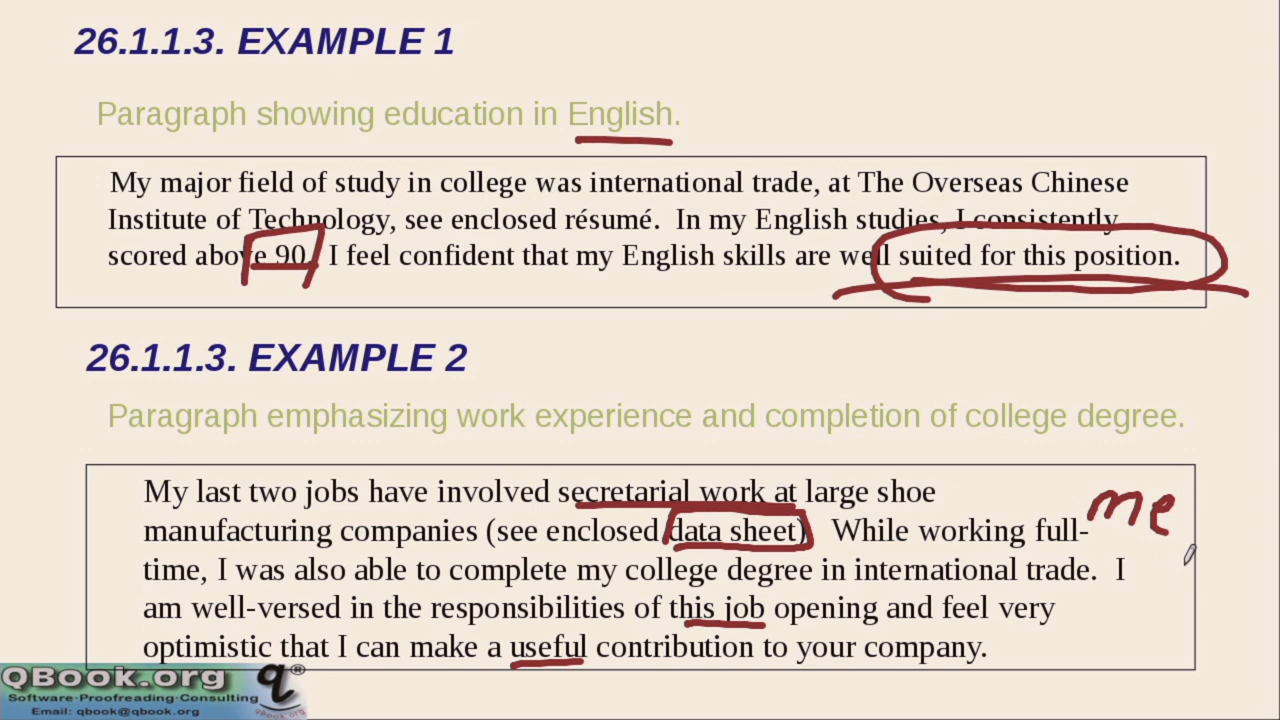 26.1.1.3. EXAMPLE 1
Paragraph showing education in English.
My major field of study in college was international trade, at The Overseas Chinese
Institute of Technology, see enclosed résumé. In my English studies, I consistently
scored above 90. I feel confident that my English skills are well suited for this position.
26.1.1.3. EXAMPLE 2
Paragraph emphasizing work experience and completion of college degree.
My last two jobs have involved secretarial work at large shoe
manufacturing companies (see enclosed data sheet) While working full-
me
time, I was also able to complete my college degree in international trade. I
am well-versed in the responsibilities of this job opening and feel very
optimistic that I can make a useful contribution to your company.
QBook.org q®
Software·Proofreading·Consulting
Email: qbook@qbook.org
qbook.org